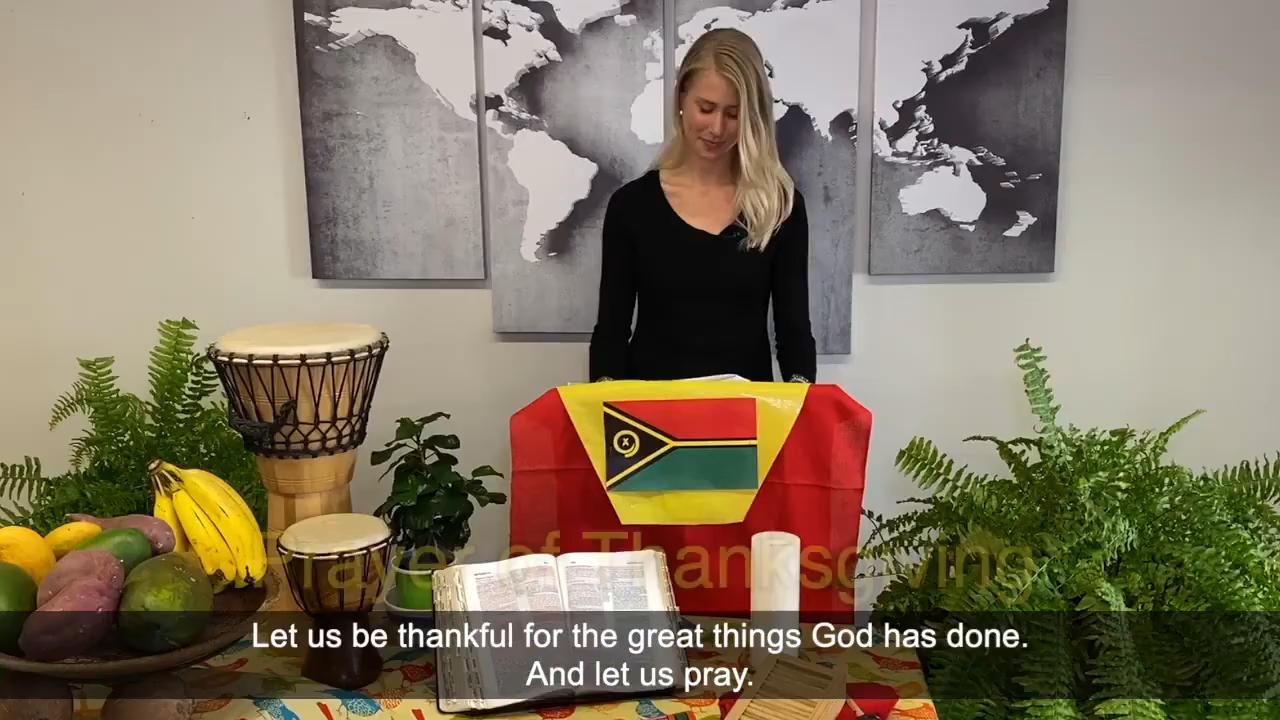 Prayer of Thanksgiving
Let us be thankful for the great things God has done.
And let us pray.